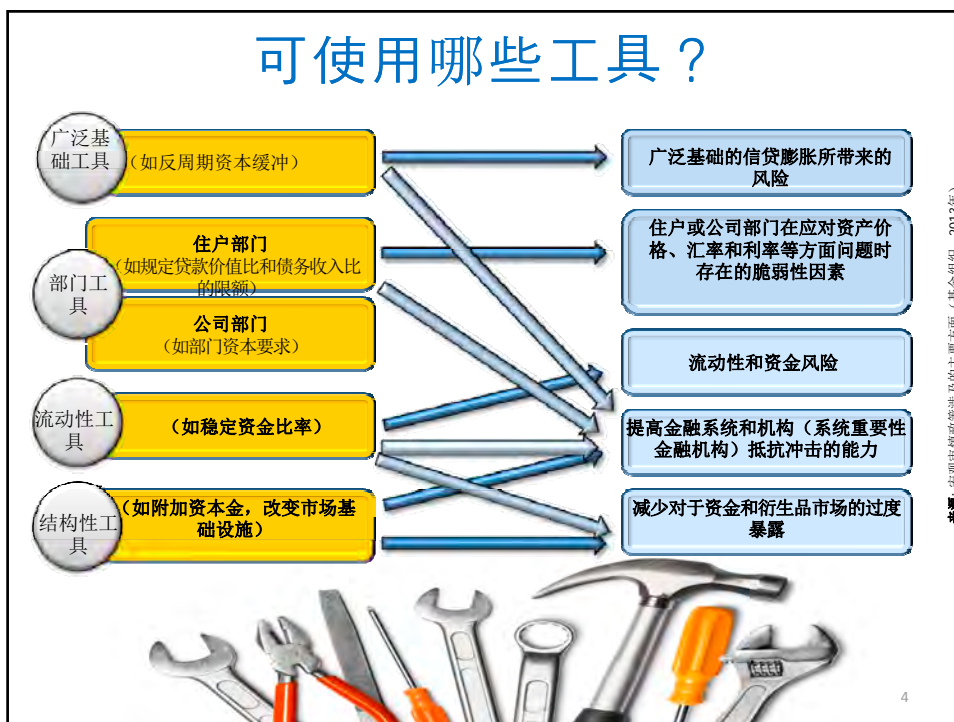 可使用哪些工具？
广泛基
础工具
（如反周期资本缓冲）
广泛基础的信贷膨胀所带来的
风险
部门工
具
住户部门
（如规定贷款价值比和债务收入比
的限额）
公司部门
（如部门资本要求）
住户或公司部门在应对资产价
格、汇率和利率等方面问题时
存在的脆弱性因素
流动性和资金风险
流动性工
具
（如稳定资金比率）
提高金融系统和机构（系统重要性
金融机构）抵抗冲击的能力
结构性工
具
（如附加资本金，改变市场基
础设施）
减少对于资金和衍生品市场的过度
暴露
4